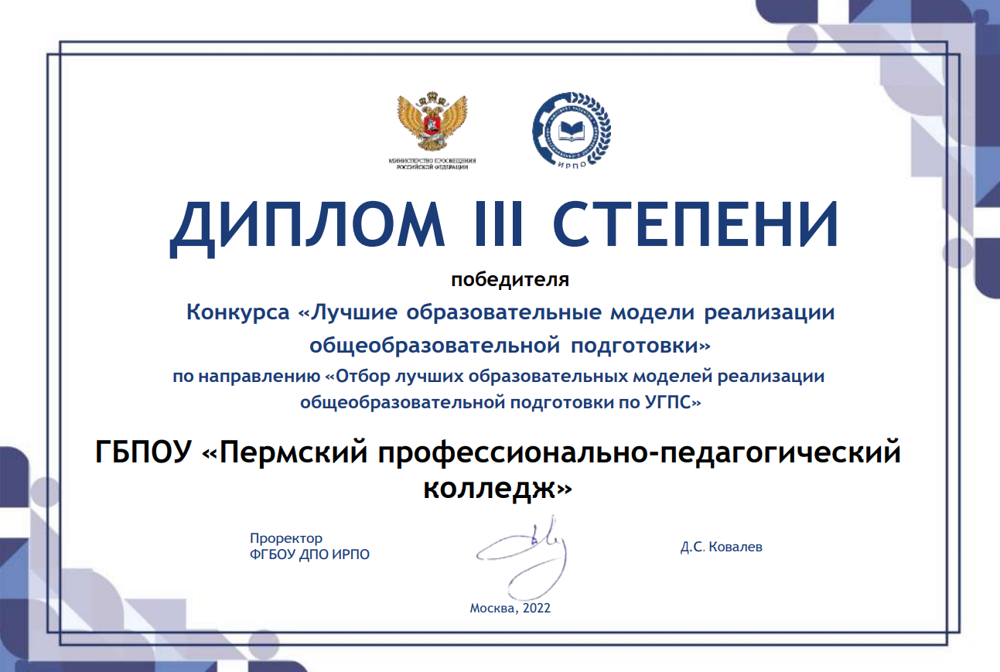 МИНИСТЕРСТВО ПРОСВЕЩЕНИЯ
РОССИЙСКОЙ ФЕДЕРАЦИИ
ИРПО
ДИПЛОМ III СТЕПЕНИ
победителя
Конкурса «Лучшие образовательные модели реализации
общеобразовательной подготовки»
по направлению «Отбор лучших образовательных моделей реализации
общеобразовательной подготовки по УГПС»
ГБПОУ «Пермский профессионально-педагогический
колледж»
Проректор
ФГБОУ ДПО ИРПО
Д.С. Ковалев
Москва, 2022